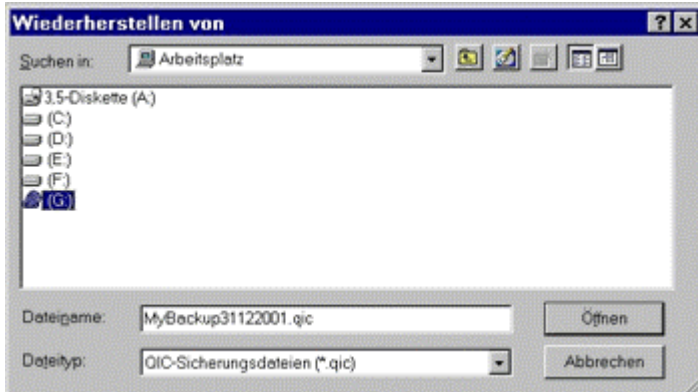 Wiederherstellen von
Suchen in: Arbeitsplatz
3,5-Diskette (A:)
(C:)
(D:)
(E:)
(F:)
(G:)
Dateiname: MyBackup31122001.qic Öffnen
Dateityp: QIC-Sicherungsdateien (*.qic) Abbrechen